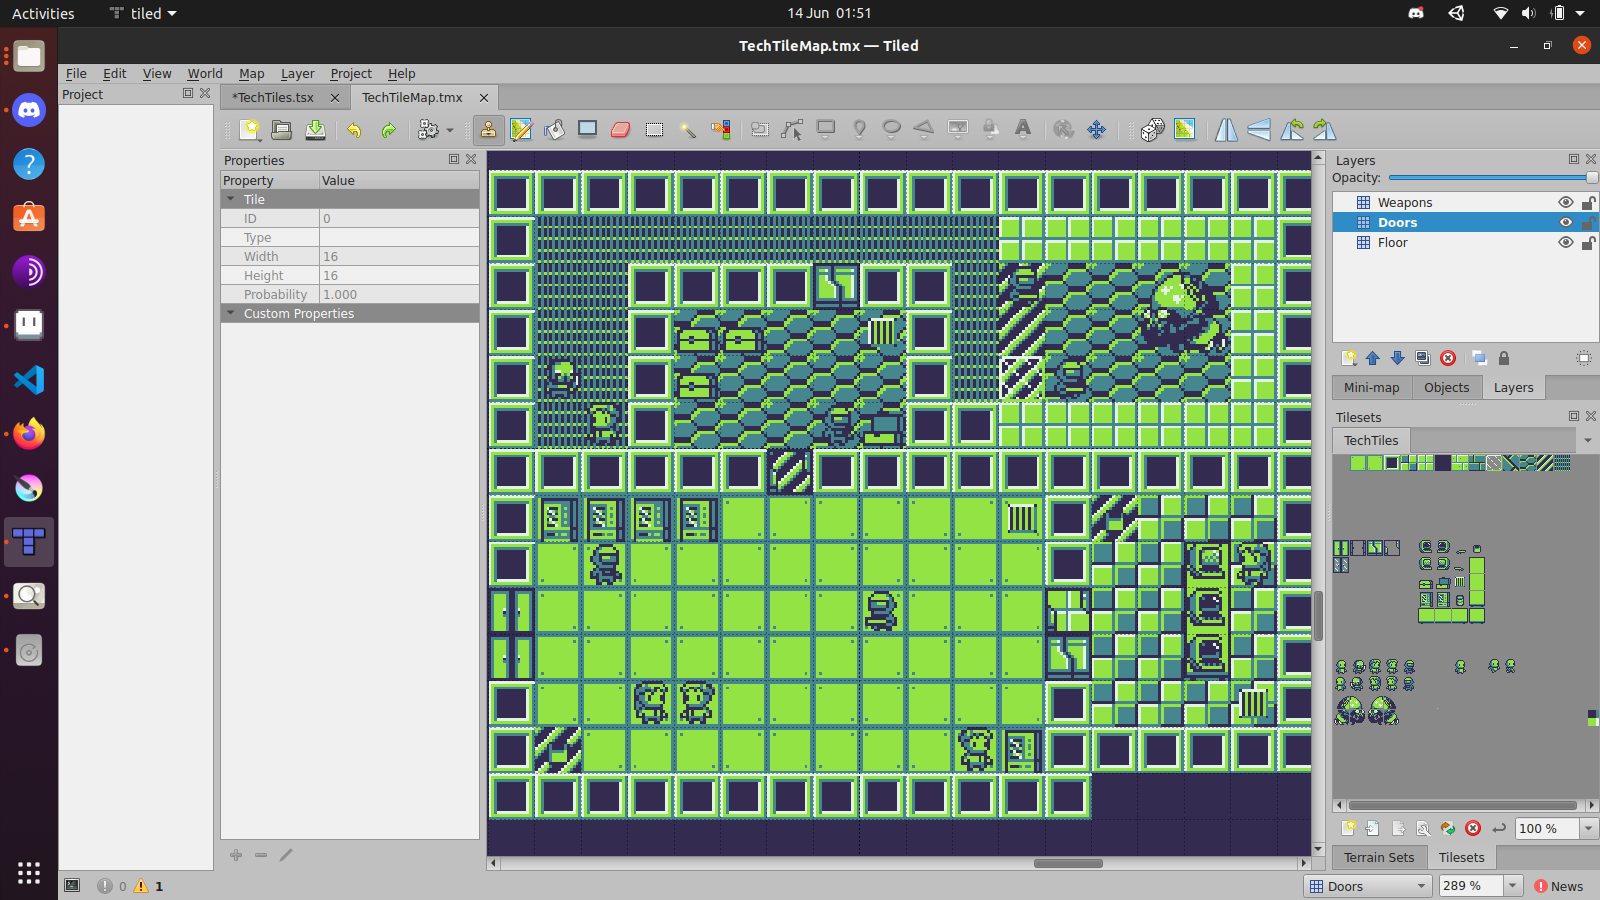 Activities
tiled
14 Jun 01:51
TechTileMap.tmx — Tiled
File Edit View World Map Layer Project Help
Project
*TechTiles.tsx
TechTileMap.tmx
Properties
Property Value
Tile
ID 0
Type
Width 16
Height 16
Probability 1.000
Custom Properties
Layers
Opacity:
Weapons
Doors
Floor
Mini-map Objects Layers
Tilesets
TechTiles
100 %
Terrain Sets Tilesets
0 1
Doors
289 %
News